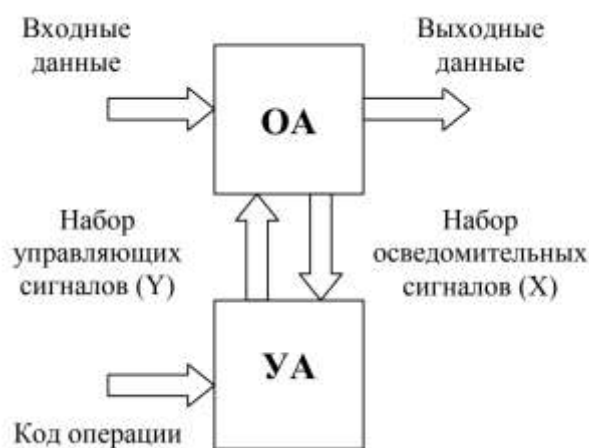 Входные
данные
Выходные
данные
ОА
Набор
управляющих
сигналов (Y)
Набор
осведомительных
сигналов (X)
УА
Код операции